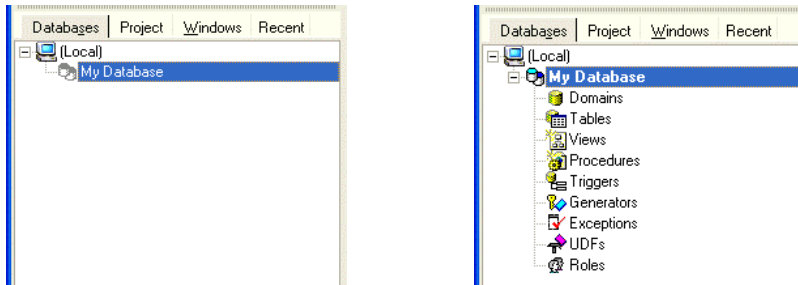 Databases Project Windows Recent
(Local)
My Database
Databases Project Windows Recent
(Local)
My Database
Domains
Tables
Views
Procedures
Triggers
Generators
Exceptions
UDFs
Roles